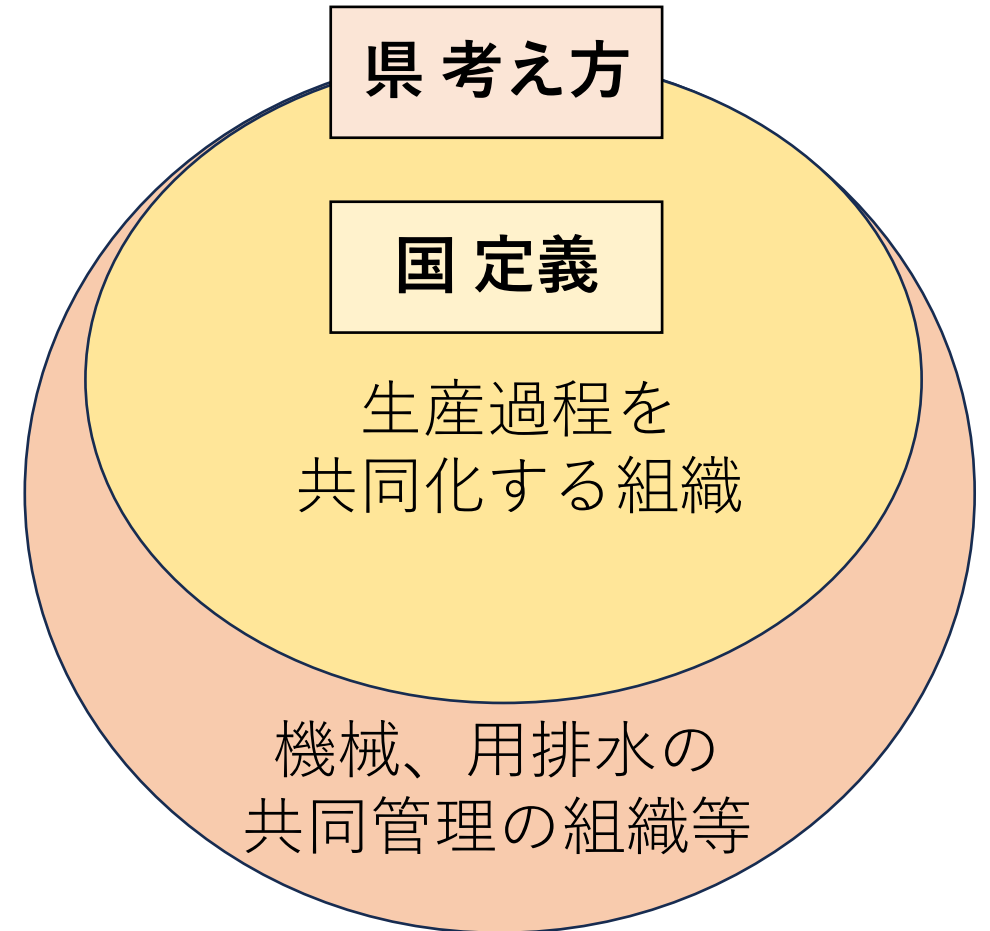 県 考え方
国 定義
生産過程を
共同化する組織
機械、用排水の
共同管理の組織等